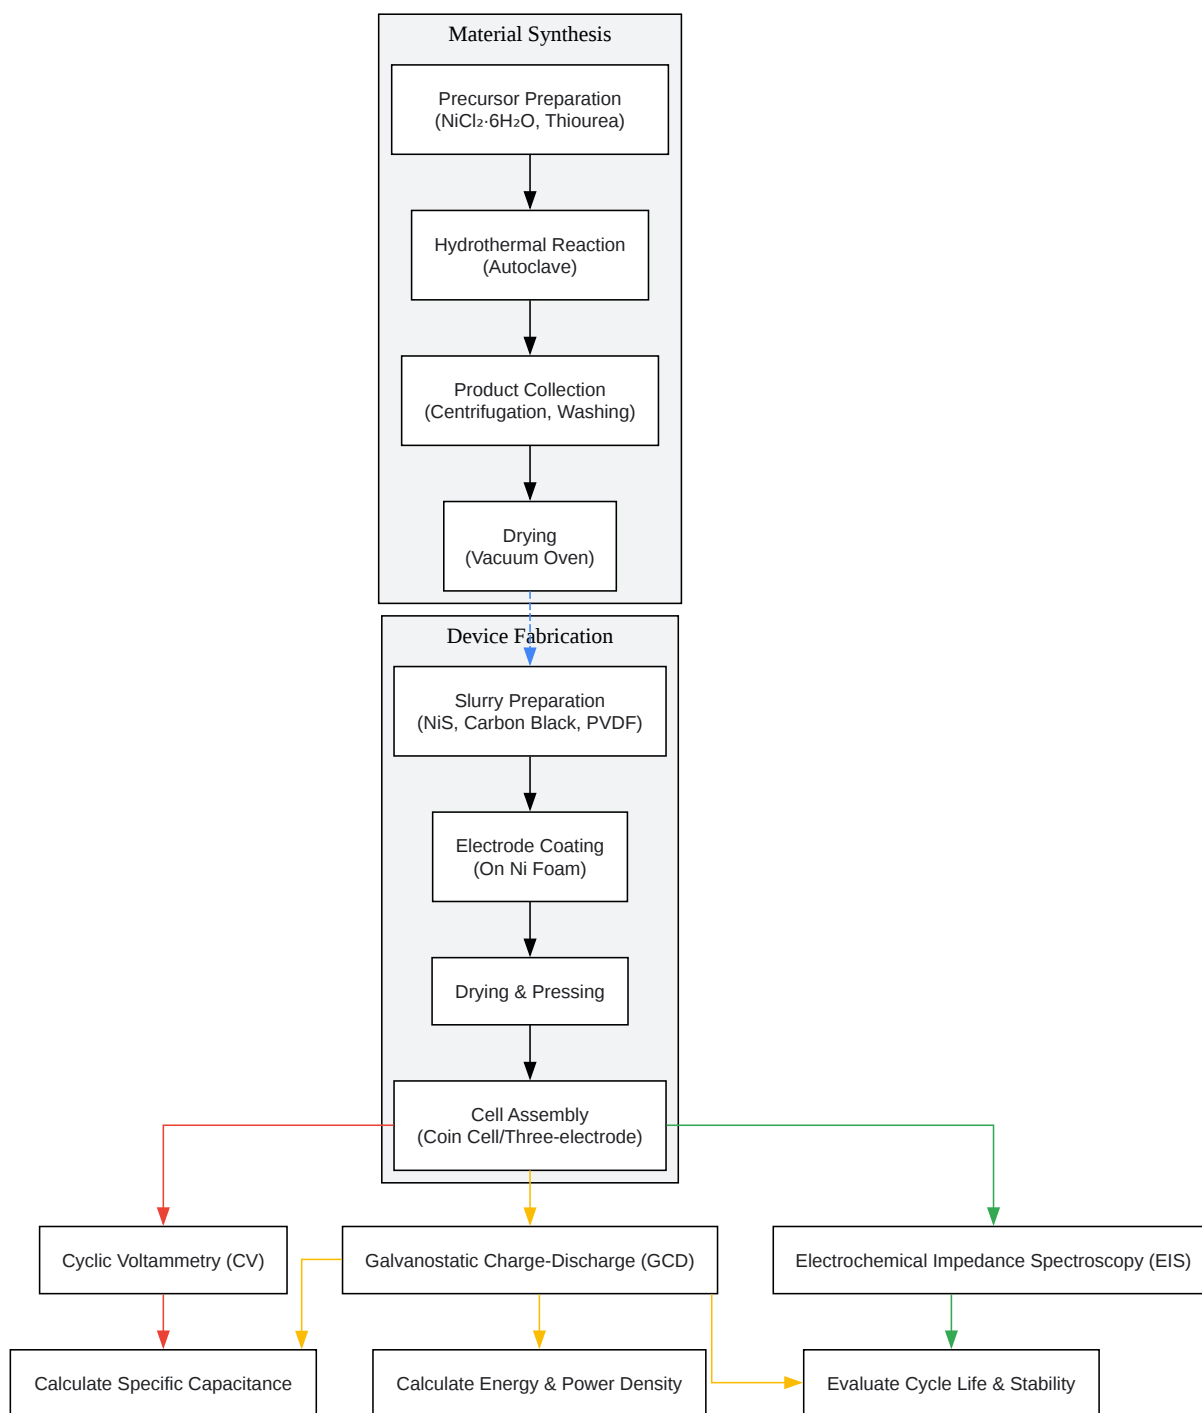 Material Synthesis
Precursor Preparation
(NiCl₂·6H₂O, Thiourea)
Hydrothermal Reaction
(Autoclave)
Product Collection
(Centrifugation, Washing)
Drying
(Vacuum Oven)
Device Fabrication
Slurry Preparation
(NiS, Carbon Black, PVDF)
Electrode Coating
(On Ni Foam)
Drying & Pressing
Cell Assembly
(Coin Cell/Three-electrode)
Cyclic Voltammetry (CV)
Galvanostatic Charge-Discharge (GCD)
Electrochemical Impedance Spectroscopy (EIS)
Calculate Specific Capacitance
Calculate Energy & Power Density
Evaluate Cycle Life & Stability